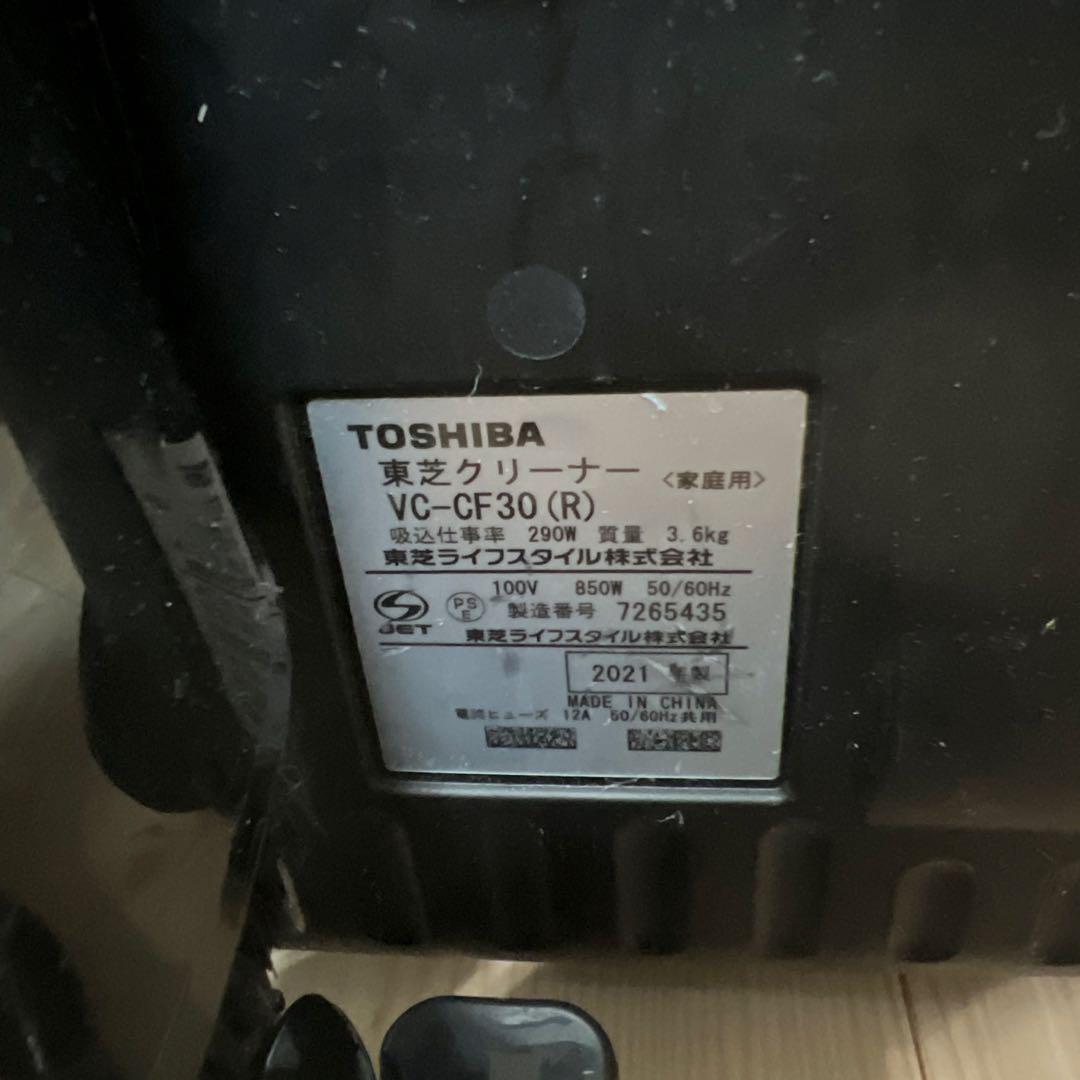 TOSHIBA
東芝クリーナー 〈家庭用〉
VC-CF30(R)
吸込仕事率 290W 質量 3.6kg
東芝ライフスタイル株式会社
100V 850W 50/60Hz
JET PSE 製造番号 7265435
東芝ライフスタイル株式会社
2021 年製
MADE IN CHINA
電流ヒューズ 12A 50/60Hz共用